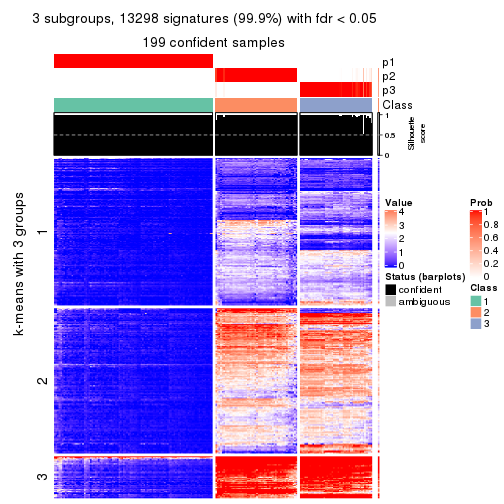 3 subgroups, 13298 signatures (99.9%) with fdr < 0.05
199 confident samples
p1
p2
p3
Class
1
0.5
0
Silhouette
score
k-means with 3 groups
1
2
3
Value
4
3
2
1
0
Status (barplots)
confident
ambiguous
Prob
1
0.8
0.6
0.4
0.2
0
Class
1
2
3